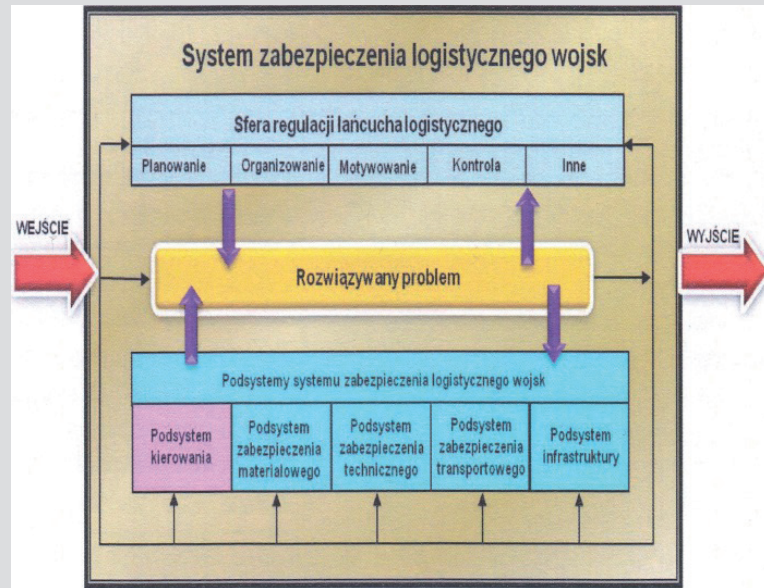 System zabezpieczenia logistycznego wojsk
Sfera regulacji łańcucha logistycznego
Planowanie
Organizowanie
Motywowanie
Kontrola
Inne
WEJŚCIE
WYJŚCIE
Rozwiązywany problem
Podsystemy systemu zabezpieczenia logistycznego wojsk
Podsystem
kierowania
Podsystem
zabezpieczenia
materiałowego
Podsystem
zabezpieczenia
technicznego
Podsystem
zabezpieczenia
transportowego
Podsystem
infrastruktury